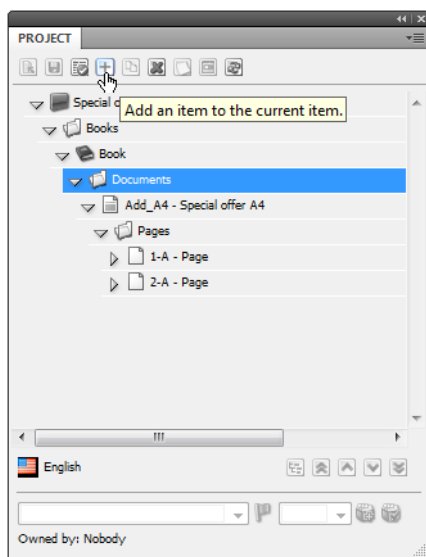 PROJECT
Special
Add an item to the current item.
Books
Book
Documents
Add_A4 - Special offer A4
Pages
1-A - Page
2-A - Page
English
Owned by: Nobody